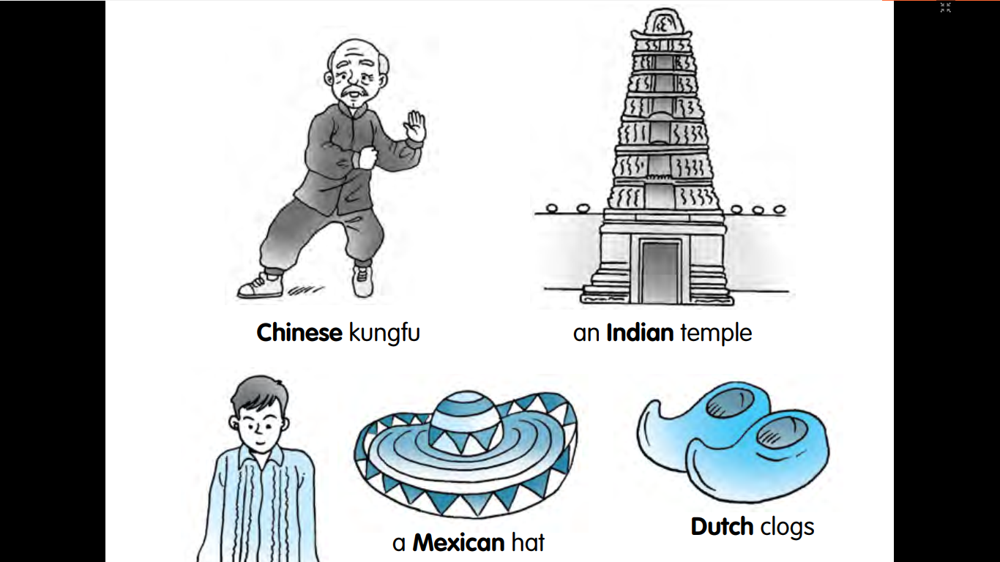 Chinese kungfu
an Indian temple
a Mexican hat
Dutch clogs